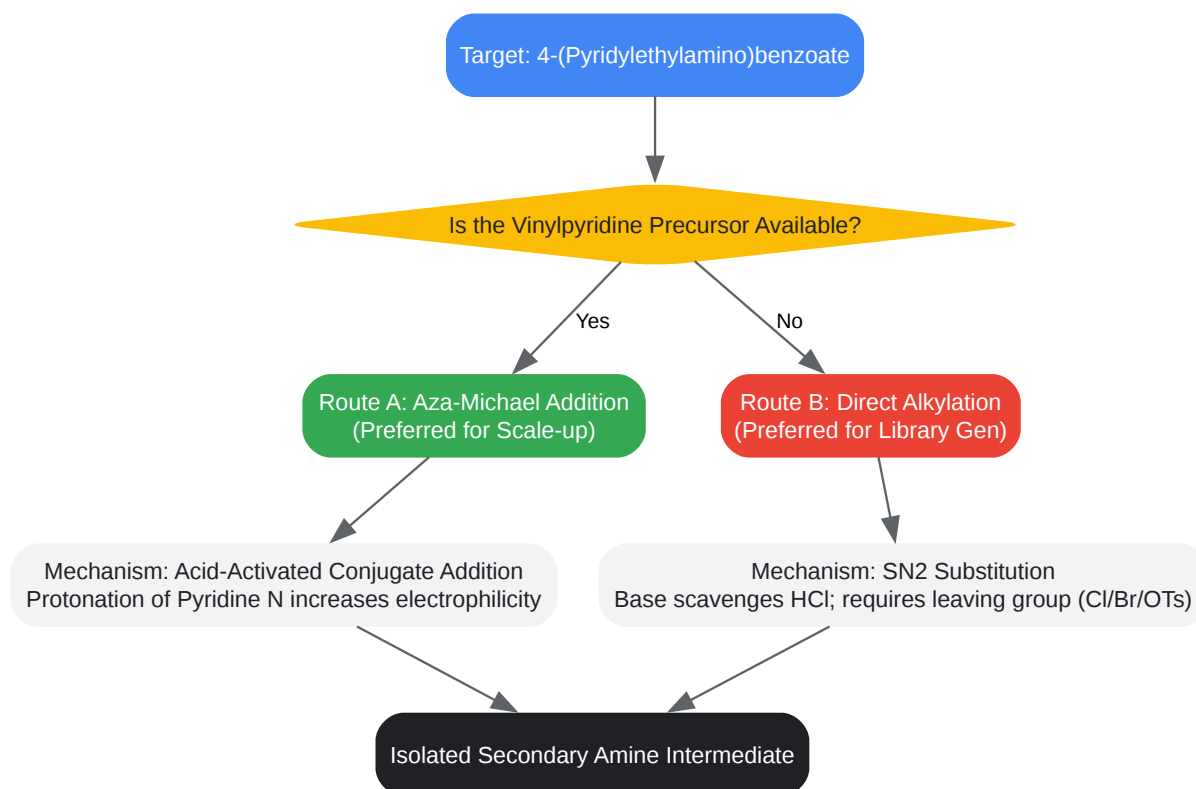 Target: 4-(Pyridylethylamino)benzoate
Is the Vinylpyridine Precursor Available?
Yes
No
Route A: Aza-Michael Addition
(Preferred for Scale-up)
Route B: Direct Alkylation
(Preferred for Library Gen)
Mechanism: Acid-Activated Conjugate Addition
Protonation of Pyridine N increases electrophilicity
Mechanism: SN2 Substitution
Base scavenges HCl; requires leaving group (Cl/Br/OTs)
Isolated Secondary Amine Intermediate